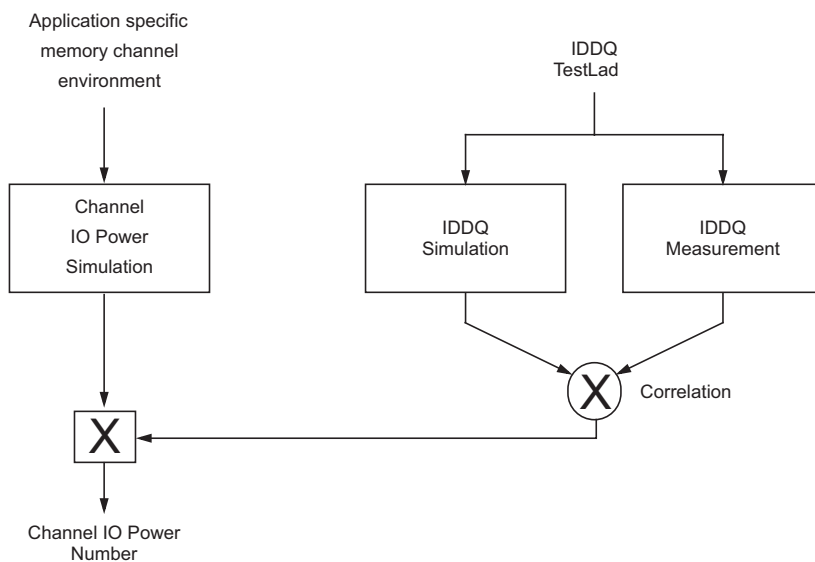 Application specific
memory channel
environment
IDDQ
TestLad
Channel
IO Power
Simulation
IDDQ
Simulation
IDDQ
Measurement
X
Correlation
X
Channel IO Power
Number